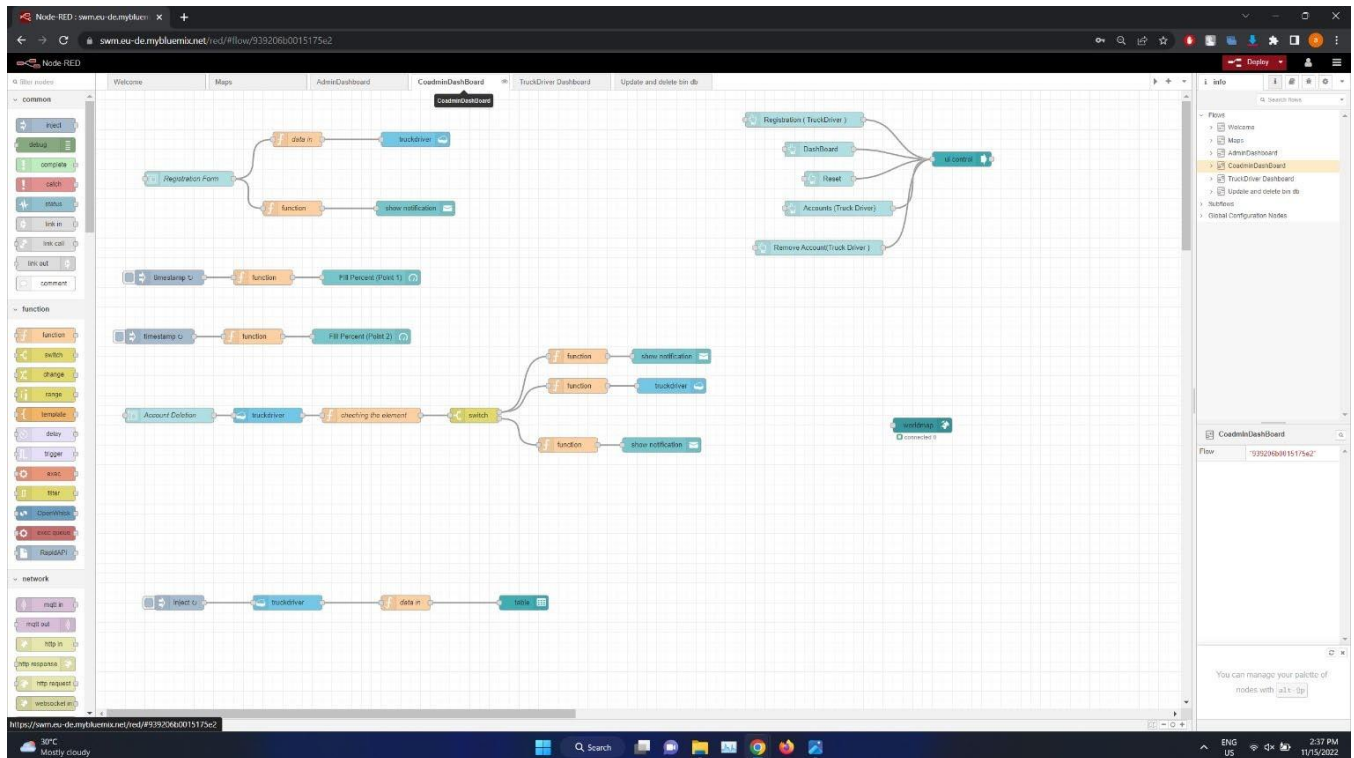 Node-RED : swm.eu-de.mybluem
swm.eu-de.mybluemix.net/red/#flow/939206b0015175e2
Node-RED
Deploy
filter nodes
Welcome
Maps
AdminDashboard
CoadminDashBoard
TruckDriver Dashboard
Update and delete bin db
CoadminDashBoard
common
inject
debug
complete
catch
status
link in
link call
link out
comment
function
function
switch
change
range
template
delay
trigger
exec
filter
OpenWhisk
exec queue
RapidAPI
network
mqtt in
mqtt out
http in
http response
http request
websocket in
data in
truckdriver
Registration Form
function
show notification
timestamp ↻
function
Fill Percent (Point 1)
timestamp ↻
function
Fill Percent (Point 2)
function
show notification
function
truckdriver
Account Deletion
truckdriver
checking the element
switch
function
show notification
inject ↻
truckdriver
data in
table
Registration ( TruckDriver )
DashBoard
ui control
Reset
Accounts (Truck Driver)
Remove Account(Truck Driver )
worldmap
connected 0
info
Search flows
Flows
Welcome
Maps
AdminDashboard
CoadminDashBoard
TruckDriver Dashboard
Update and delete bin db
Subflows
Global Configuration Nodes
CoadminDashBoard
Flow
"939206b0015175e2"
You can manage your palette of
nodes with
https://swm.eu-de.mybluemix.net/red/#939206b0015175e2
30°C
Mostly cloudy
Search
ENG
US
2:37 PM
11/15/2022